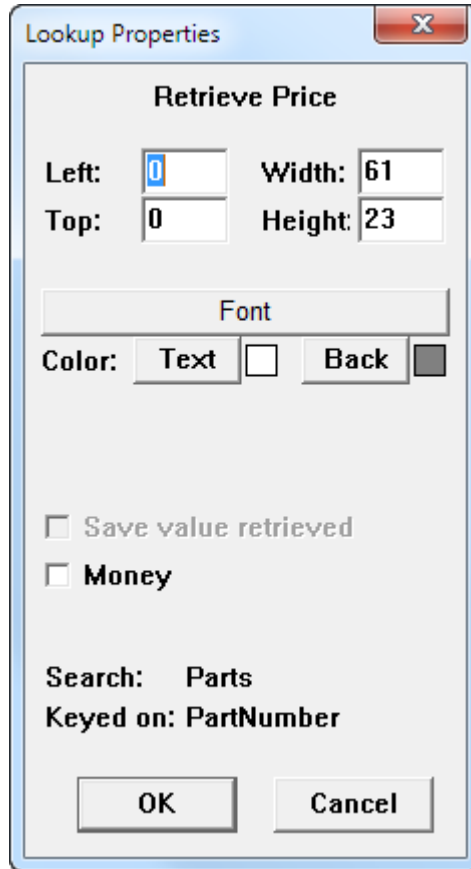 Lookup Properties
Retrieve Price
Left: 0 Width: 61
Top: 0 Height: 23
Font
Color: Text Back
Save value retrieved
Money
Search: Parts
Keyed on: PartNumber
OK Cancel